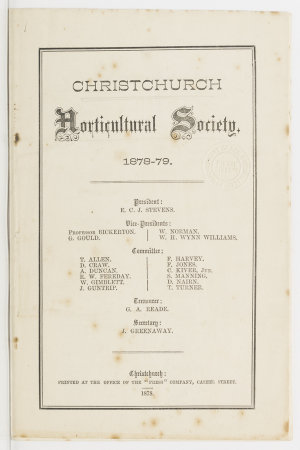 CHRISTCHURCH
Horticultural Society,
1878-79.
President:
E. C. J. STEVENS.
Vice-Presidents:
PROFESSOR BICKERTON.
G. GOULD.
W. NORMAN.
W. H. WYNN WILLIAMS.
Committee:
T. ALLEN.
D. CRAW.
A. DUNCAN.
R. W. FEREDAY.
W. GIMBLETT.
J. GUNTRIP.
F. HARVEY.
F. JONES.
C. KIVER, JUN.
S. MANNING.
D. NAIRN.
T. TURNER.
Treasurer:
G. A. READE.
Secretary:
J. GREENAWAY.
Christchurch:
PRINTED AT THE OFFICE OF THE "PRESS" COMPANY, CASHEL STREET.
1878.